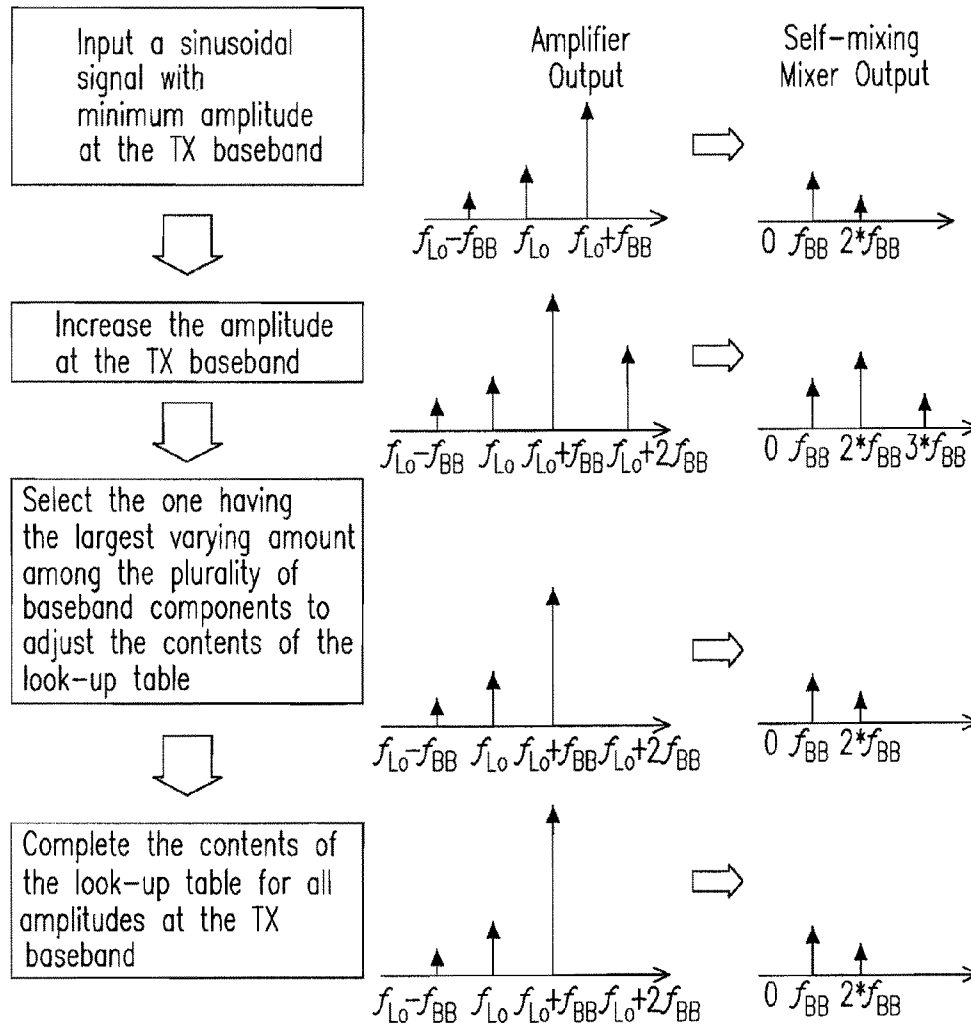 Input a sinusoidal
signal with
minimum amplitude
at the TX baseband
Amplifier
Output
Self-mixing
Mixer Output
f_Lo-f_BB f_Lo f_Lo+f_BB
0 f_BB 2*f_BB
Increase the amplitude
at the TX baseband
f_Lo-f_BB f_Lo f_Lo+f_BB f_Lo+2f_BB
0 f_BB 2*f_BB 3*f_BB
Select the one having
the largest varying amount
among the plurality of
baseband components to
adjust the contents of the
look-up table
f_Lo-f_BB f_Lo f_Lo+f_BB f_Lo+2f_BB
0 f_BB 2*f_BB
Complete the contents of
the look-up table for all
amplitudes at the TX
baseband
f_Lo-f_BB f_Lo f_Lo+f_BB f_Lo+2f_BB
0 f_BB 2*f_BB